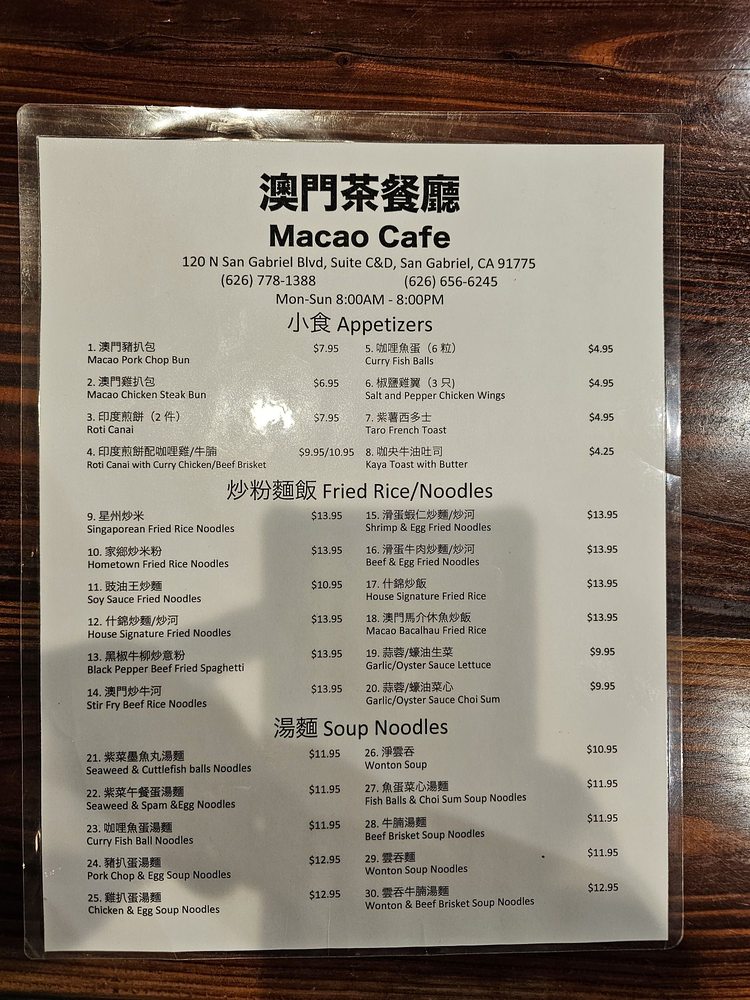 澳門茶餐廳
Macao Cafe
120 N San Gabriel Blvd, Suite C&D, San Gabriel, CA 91775
(626) 778-1388 (626) 656-6245
Mon-Sun 8:00AM - 8:00PM
小食 Appetizers
1. 澳門豬扒包 $7.95
Macao Pork Chop Bun
2. 澳門雞扒包 $6.95
Macao Chicken Steak Bun
3. 印度煎餅（2 件） $7.95
Roti Canai
4. 印度煎餅配咖哩雞/牛腩 $9.95/10.95
Roti Canai with Curry Chicken/Beef Brisket
5. 咖哩魚蛋（6 粒） $4.95
Curry Fish Balls
6. 椒鹽雞翼（3 只) $4.95
Salt and Pepper Chicken Wings
7. 紫薯西多士 $4.95
Taro French Toast
8. 咖央牛油吐司 $4.25
Kaya Toast with Butter
炒粉麵飯 Fried Rice/Noodles
9. 星州炒米 $13.95
Singaporean Fried Rice Noodles
10. 家鄉炒米粉 $13.95
Hometown Fried Rice Noodles
11. 豉油王炒麵 $10.95
Soy Sauce Fried Noodles
12. 什錦炒麵/炒河 $13.95
House Signature Fried Noodles
13. 黑椒牛柳炒意粉 $13.95
Black Pepper Beef Fried Spaghetti
14. 澳門炒牛河 $13.95
Stir Fry Beef Rice Noodles
15. 滑蛋蝦仁炒麵/炒河 $13.95
Shrimp & Egg Fried Noodles
16. 滑蛋牛肉炒麵/炒河 $13.95
Beef & Egg Fried Noodles
17. 什錦炒飯 $13.95
House Signature Fried Rice
18. 澳門馬介休魚炒飯 $13.95
Macao Bacalhau Fried Rice
19. 蒜蓉/蠔油生菜 $9.95
Garlic/Oyster Sauce Lettuce
20. 蒜蓉/蠔油菜心 $9.95
Garlic/Oyster Sauce Choi Sum
湯麵 Soup Noodles
21. 紫菜墨魚丸湯麵 $11.95
Seaweed & Cuttlefish balls Noodles
22. 紫菜午餐蛋湯麵 $11.95
Seaweed & Spam &Egg Noodles
23. 咖哩魚蛋湯麵 $11.95
Curry Fish Ball Noodles
24. 豬扒蛋湯麵 $12.95
Pork Chop & Egg Soup Noodles
25. 雞扒蛋湯麵 $12.95
Chicken & Egg Soup Noodles
26. 淨雲吞 $10.95
Wonton Soup
27. 魚蛋菜心湯麵 $11.95
Fish Balls & Choi Sum Soup Noodles
28. 牛腩湯麵 $11.95
Beef Brisket Soup Noodles
29. 雲吞麵 $11.95
Wonton Soup Noodles
30. 雲吞牛腩湯麵 $12.95
Wonton & Beef Brisket Soup Noodles